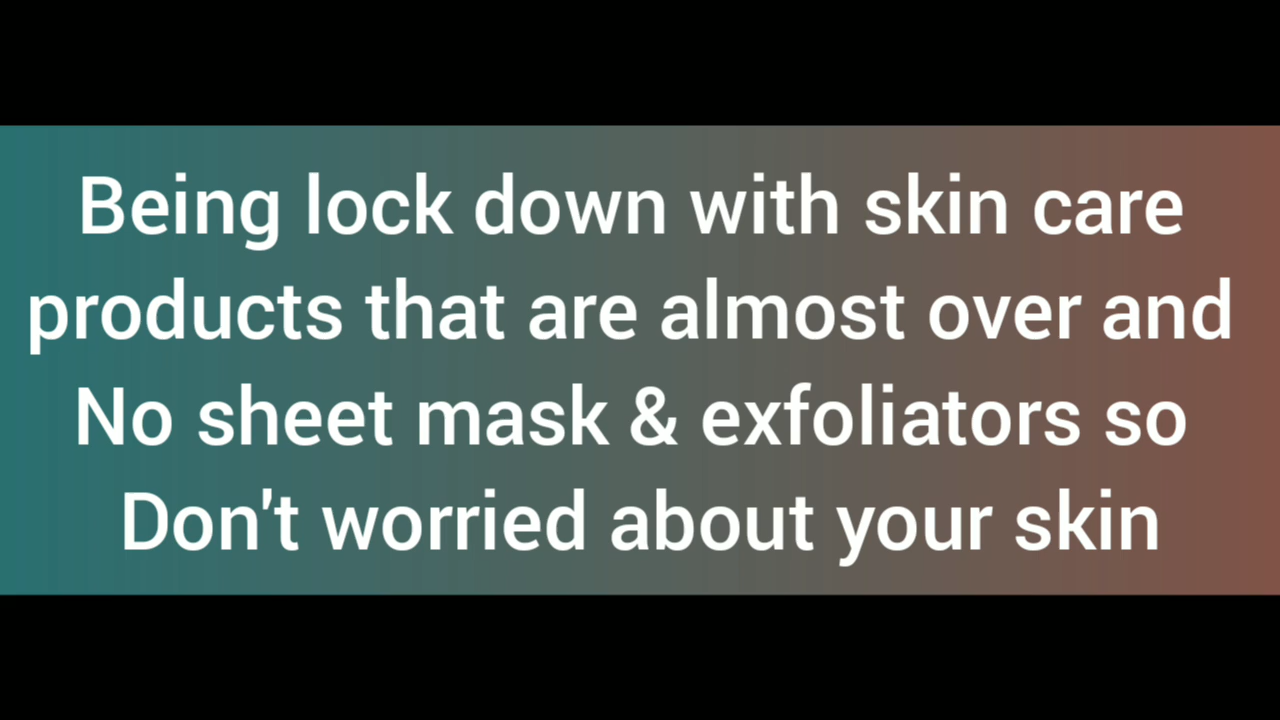 Being lock down with skin care
products that are almost over and
No sheet mask & exfoliators so
Don't worried about your skin